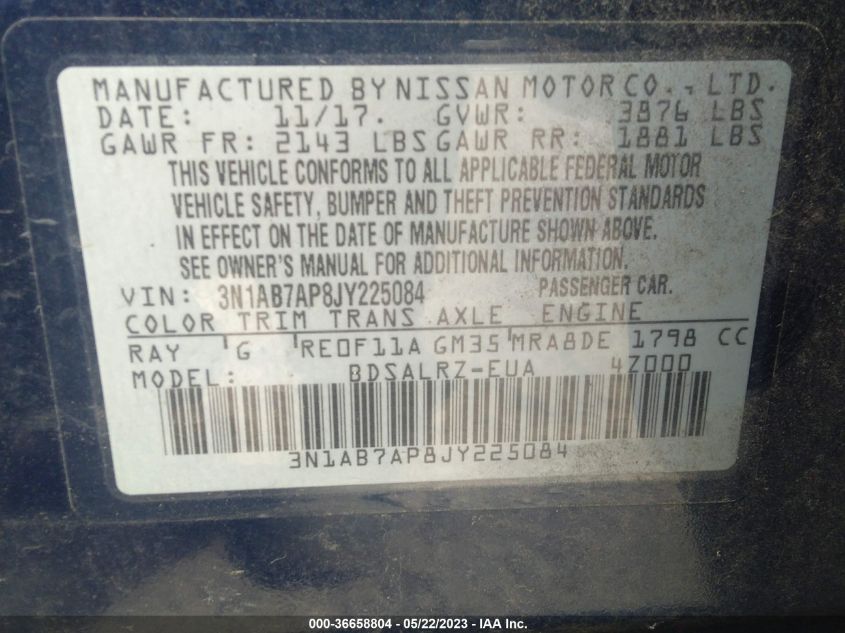 MANUFACTURED BY NISSAN MOTOR CO., LTD.
DATE: 11/17. GVWR: 3876 LBS
GAWR FR: 2143 LBS GAWR RR: 1881 LBS
THIS VEHICLE CONFORMS TO ALL APPLICABLE FEDERAL MOTOR
VEHICLE SAFETY, BUMPER AND THEFT PREVENTION STANDARDS
IN EFFECT ON THE DATE OF MANUFACTURE SHOWN ABOVE.
SEE OWNER'S MANUAL FOR ADDITIONAL INFORMATION.
VIN: 3N1AB7AP8JY225084 PASSENGER CAR.
COLOR TRIM TRANS AXLE ENGINE
RAY G RE0F11A GM35 MRA8DE 1798 CC
MODEL: BDSALRZ-EUA 4Z000
3N1AB7AP8JY225084
000-36658804 - 05/22/2023 - IAA Inc.